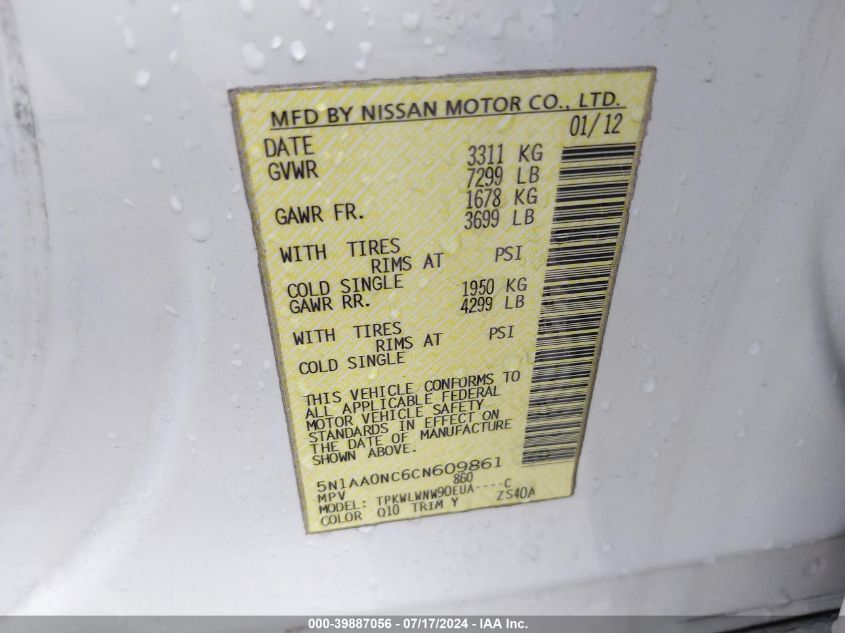 MFD BY NISSAN MOTOR CO., LTD.
01/12
DATE
GVWR 3311 KG
7299 LB
GAWR FR. 1678 KG
3699 LB
WITH TIRES
RIMS AT PSI
COLD SINGLE
GAWR RR. 1950 KG
4299 LB
WITH TIRES
RIMS AT PSI
COLD SINGLE
THIS VEHICLE CONFORMS TO
ALL APPLICABLE FEDERAL
MOTOR VEHICLE SAFETY
STANDARDS IN EFFECT ON
THE DATE OF MANUFACTURE
SHOWN ABOVE.
5N1AA0NC6CN609861
MPV 860
MODEL: TPKWLWNW90EUA----C
COLOR Q10 TRIM Y ZS40A
000-39887056 - 07/17/2024 - IAA Inc.